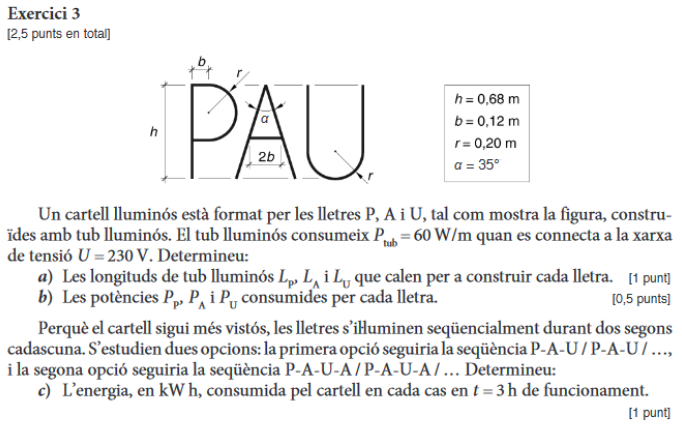 Exercici 3
[2,5 punts en total]
b
r
h
α
2b
r
h = 0,68 m
b = 0,12 m
r = 0,20 m
α = 35°
Un cartell lluminós està format per les lletres P, A i U, tal com mostra la figura, constru-
ïdes amb tub lluminós. El tub lluminós consumeix P_tub = 60 W/m quan es connecta a la xarxa
de tensió U = 230 V. Determineu:
a) Les longituds de tub lluminós L_P, L_A i L_U que calen per a construir cada lletra. [1 punt]
b) Les potències P_P, P_A i P_U consumides per cada lletra. [0,5 punts]
Perquè el cartell sigui més vistós, les lletres s'il·luminen seqüencialment durant dos segons
cadascuna. S'estudien dues opcions: la primera opció seguiria la seqüència P-A-U / P-A-U / …,
i la segona opció seguiria la seqüència P-A-U-A / P-A-U-A / … Determineu:
c) L'energia, en kW h, consumida pel cartell en cada cas en t = 3 h de funcionament.
[1 punt]